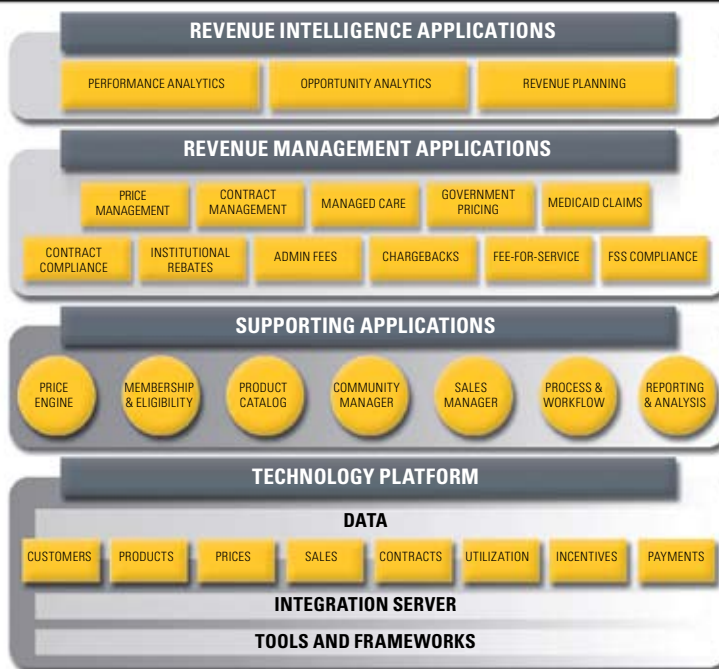 REVENUE INTELLIGENCE APPLICATIONS
PERFORMANCE ANALYTICS
OPPORTUNITY ANALYTICS
REVENUE PLANNING
REVENUE MANAGEMENT APPLICATIONS
PRICE
MANAGEMENT
CONTRACT
MANAGEMENT
MANAGED CARE
GOVERNMENT
PRICING
MEDICAID CLAIMS
CONTRACT
COMPLIANCE
INSTITUTIONAL
REBATES
ADMIN FEES
CHARGEBACKS
FEE-FOR-SERVICE
FSS COMPLIANCE
SUPPORTING APPLICATIONS
PRICE
ENGINE
MEMBERSHIP
& ELIGIBILITY
PRODUCT
CATALOG
COMMUNITY
MANAGER
SALES
MANAGER
PROCESS &
WORKFLOW
REPORTING
& ANALYSIS
TECHNOLOGY PLATFORM
DATA
CUSTOMERS
PRODUCTS
PRICES
SALES
CONTRACTS
UTILIZATION
INCENTIVES
PAYMENTS
INTEGRATION SERVER
TOOLS AND FRAMEWORKS